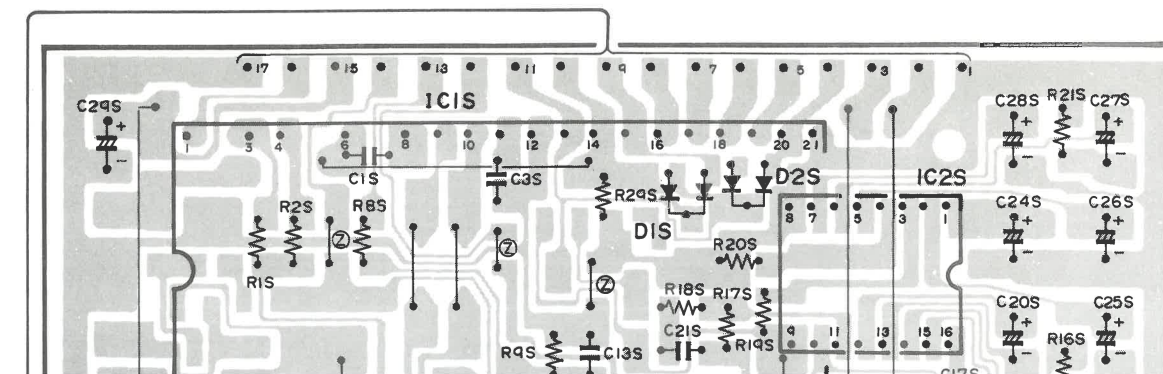 17 15 13 11 9 7 5 3 1
C29S
IC1S
C28S R21S C27S
1 3 4 6 8 10 12 14 16 18 20 21
C1S C3S
R29S D2S IC2S
R2S R8S
8 7 5 3 1
C24S C26S
Z
Z
D1S
R20S
R1S
Z
R18S R17S
C20S C25S
C21S
R19S
9 11 13 15 16
R9S C13S
R16S
C17S